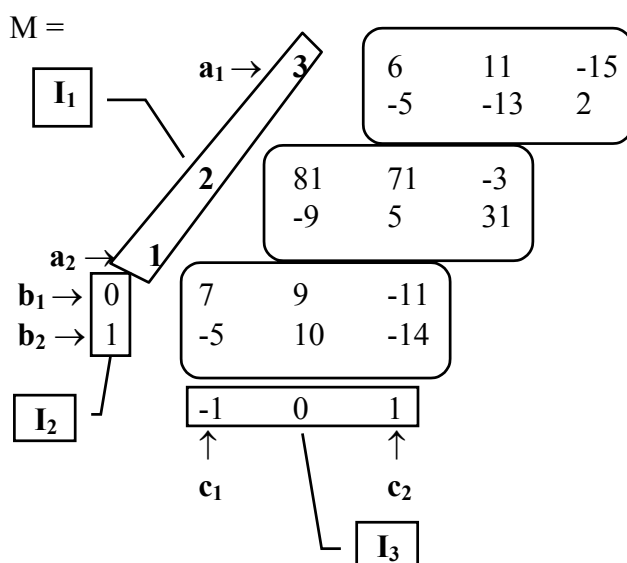 M =
a₁ → 3 6 11 -15
I₁ -5 -13 2
2 81 71 -3
-9 5 31
a₂ → 1
b₁ → 0 7 9 -11
b₂ → 1 -5 10 -14
I₂ -1 0 1
↑ ↑
c₁ c₂
I₃